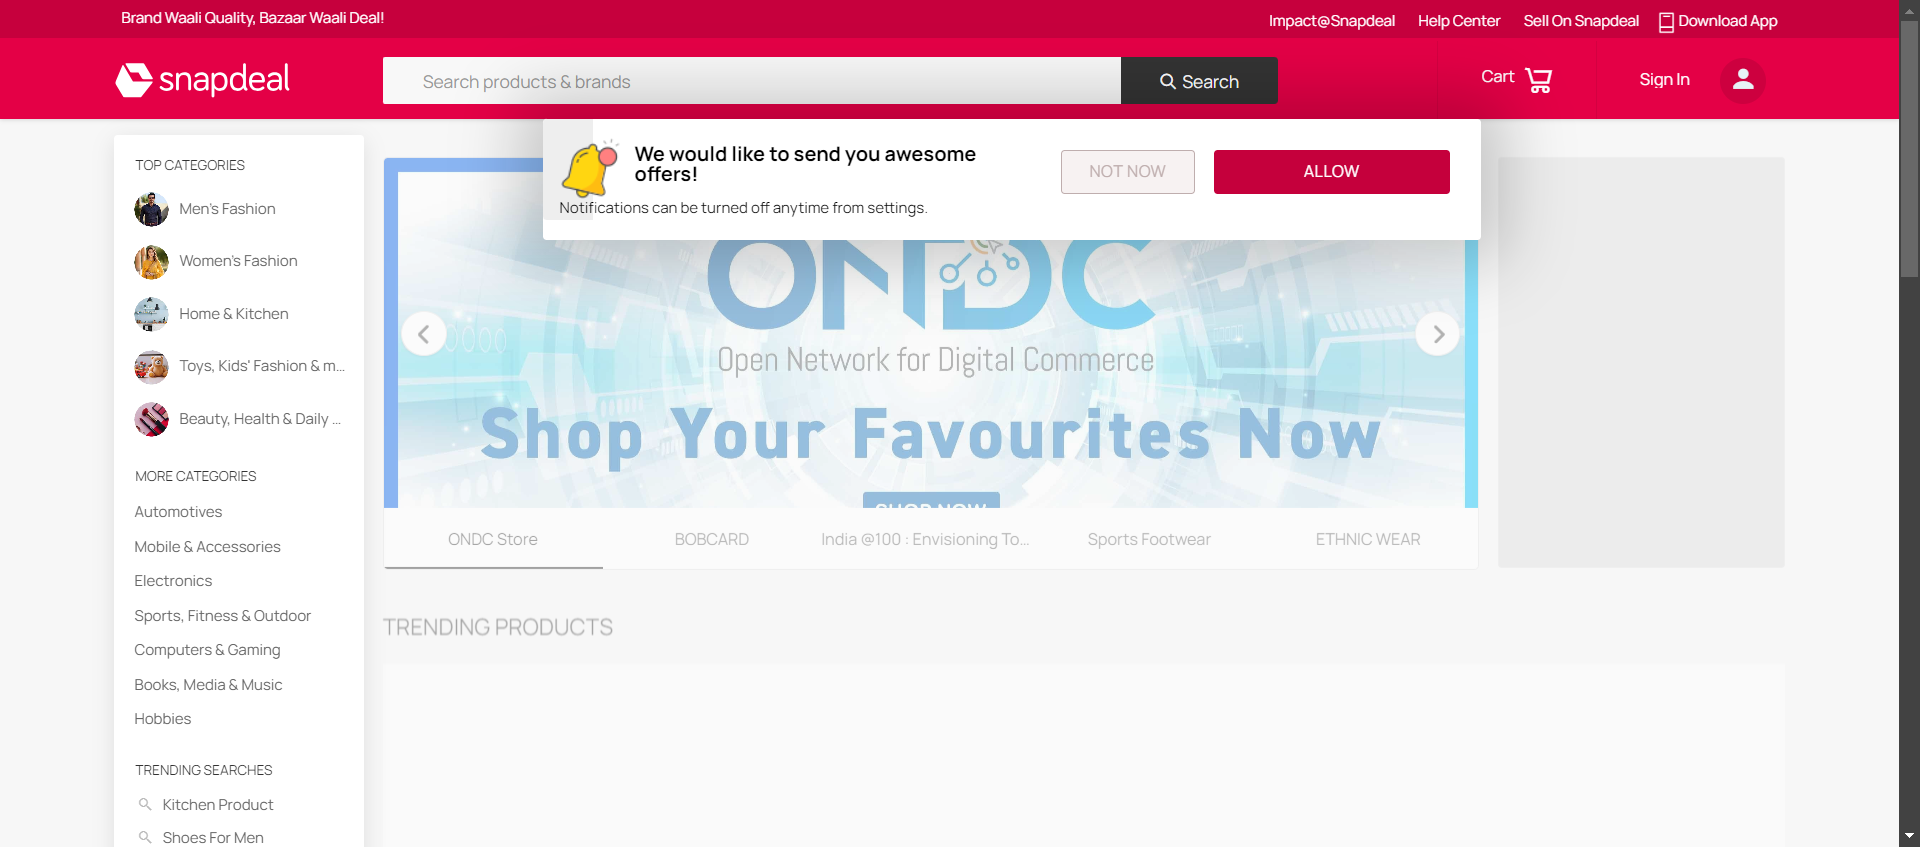 Brand Waali Quality, Bazaar Waali Deal!
Impact@Snapdeal
Help Center
Sell On Snapdeal
Download App
snapdeal
Search products & brands
Search
Cart
Sign In
We would like to send you awesome
offers!
Notifications can be turned off anytime from settings.
NOT NOW
ALLOW
TOP CATEGORIES
Men's Fashion
Women's Fashion
Home & Kitchen
Toys, Kids' Fashion & m...
Beauty, Health & Daily ...
MORE CATEGORIES
Automotives
Mobile & Accessories
Electronics
Sports, Fitness & Outdoor
Computers & Gaming
Books, Media & Music
Hobbies
TRENDING SEARCHES
Kitchen Product
Shoes For Men
ONDC
Open Network for Digital Commerce
Shop Your Favourites Now
SHOP NOW
ONDC Store
BOBCARD
India @100 : Envisioning To...
Sports Footwear
ETHNIC WEAR
TRENDING PRODUCTS